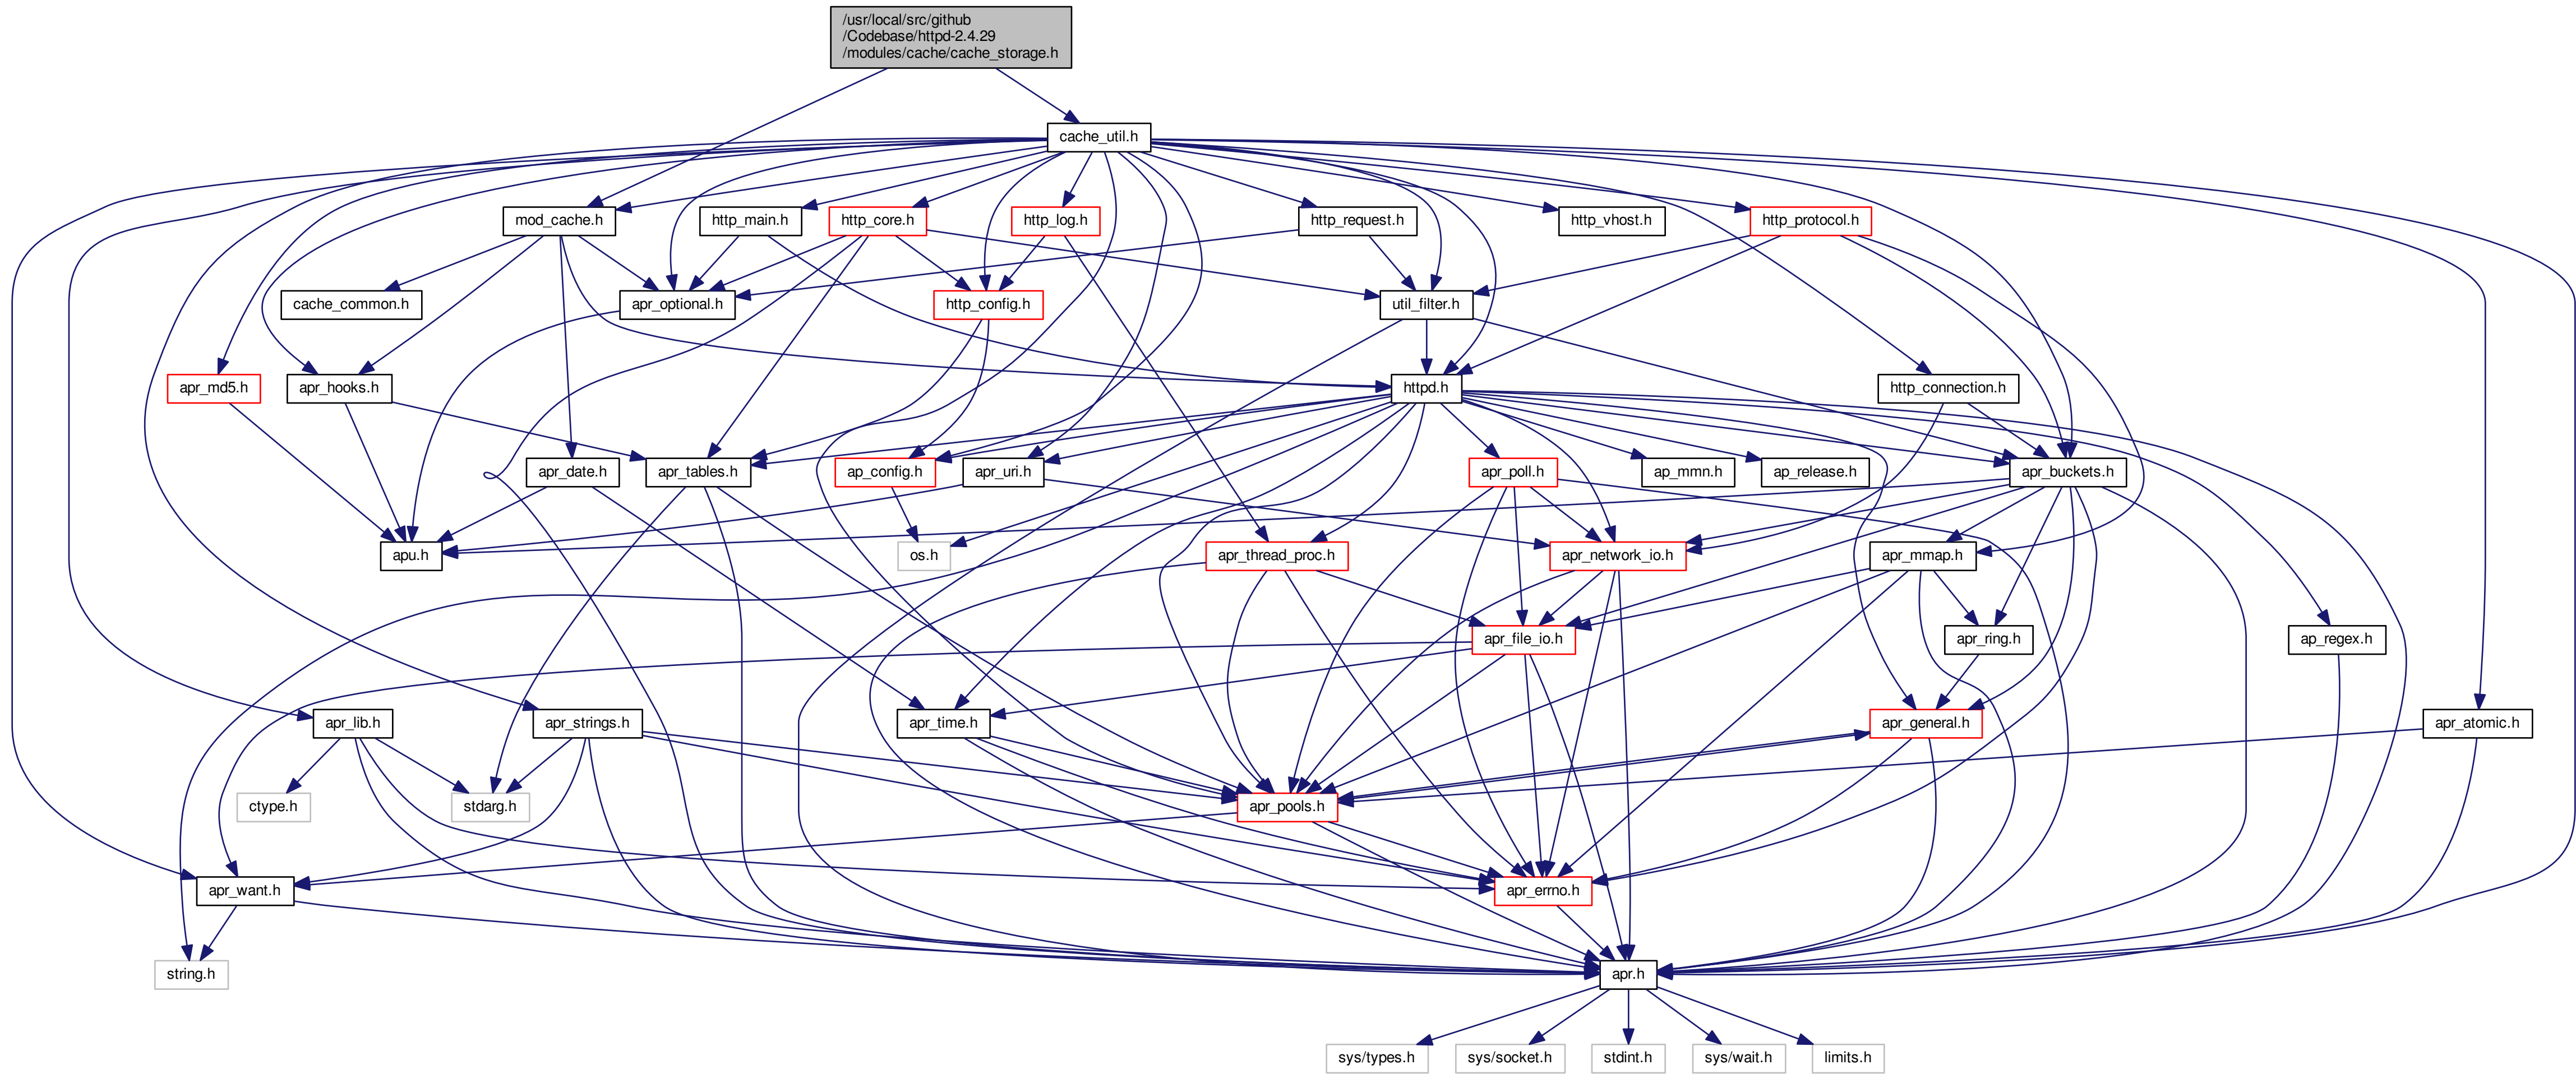 /usr/local/src/github
/Codebase/httpd-2.4.29
/modules/cache/cache_storage.h
cache_util.h
mod_cache.h
http_main.h
http_core.h
http_log.h
http_request.h
http_vhost.h
http_protocol.h
cache_common.h
apr_optional.h
http_config.h
util_filter.h
apr_md5.h
apr_hooks.h
httpd.h
http_connection.h
apr_date.h
apr_tables.h
ap_config.h
apr_uri.h
apr_poll.h
ap_mmn.h
ap_release.h
apr_buckets.h
apu.h
os.h
apr_thread_proc.h
apr_network_io.h
apr_mmap.h
apr_file_io.h
apr_ring.h
ap_regex.h
apr_lib.h
apr_strings.h
apr_time.h
apr_general.h
apr_atomic.h
ctype.h
stdarg.h
apr_pools.h
apr_want.h
apr_errno.h
string.h
apr.h
sys/types.h
sys/socket.h
stdint.h
sys/wait.h
limits.h